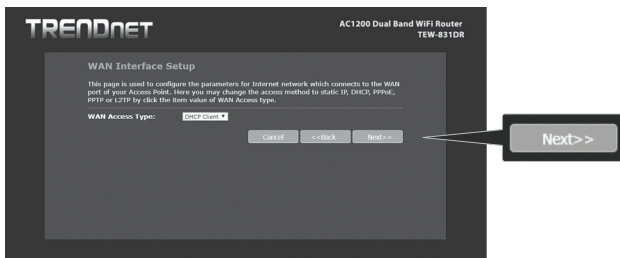 TRENDNET
AC1200 Dual Band WiFi Router
TEW-831DR
WAN Interface Setup
This page is used to configure the parameters for Internet network which connects to the WAN
port of your Access Point. Here you may change the access method to static IP, DHCP, PPPoE,
PPTP or L2TP by click the item value of WAN Access type.
WAN Access Type: DHCP Client
Cancel <<Back Next>>
Next>>